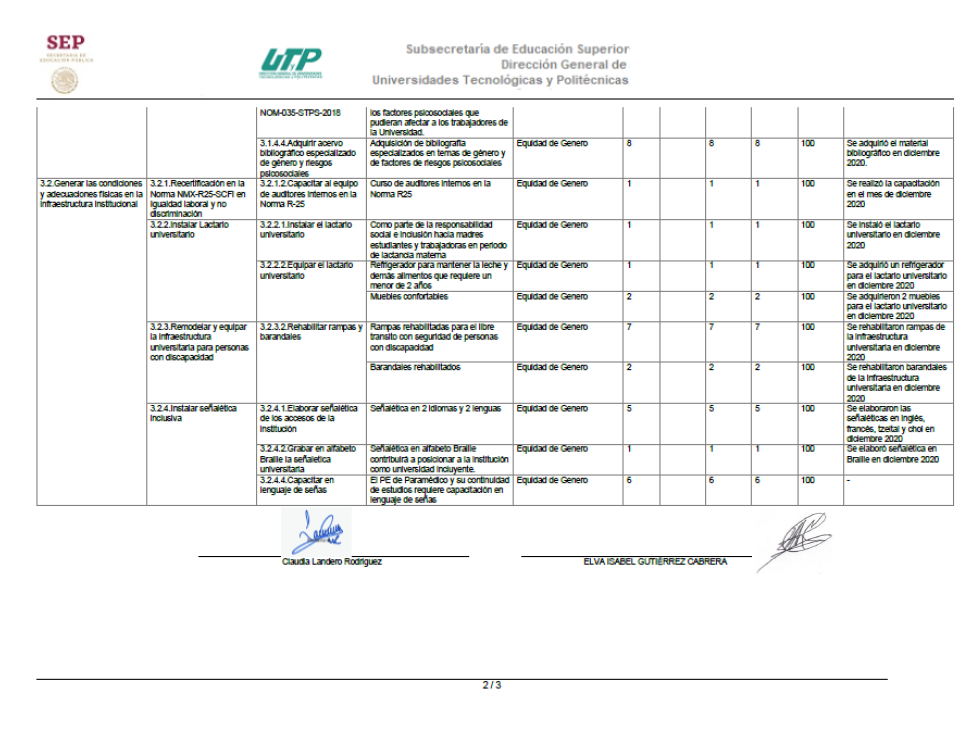 SEP
SECRETARÍA DE
EDUCACIÓN PÚBLICA
UTyP
DIRECCIÓN GENERAL DE UNIVERSIDADES
TECNOLÓGICAS Y POLITÉCNICAS
Subsecretaría de Educación Superior
Dirección General de
Universidades Tecnológicas y Politécnicas
NOM-035-STPS-2018
los factores psicosociales que
pudieran afectar a los trabajadores de
la Universidad.
3.1.4.4.Adquirir acervo
bibliográfico especializado
de género y riesgos
psicosociales
Adquisición de bibliografía
especializados en temas de género y
de factores de riesgos psicosociales
Equidad de Genero
8
8
8
100
Se adquirió el material
bibliográfico en diciembre
2020.
3.2.Generar las condiciones
y adecuaciones físicas en la
infraestructura institucional
3.2.1.Recertificación en la
Norma NMX-R25-SCFI en
igualdad laboral y no
discriminación
3.2.1.2.Capacitar al equipo
de auditores internos en la
Norma R-25
Curso de auditores internos en la
Norma R25
Equidad de Genero
1
1
1
100
Se realizó la capacitación
en el mes de diciembre
2020
3.2.2.Instalar Lactario
universitario
3.2.2.1.Instalar el lactario
universitario
Como parte de la responsabilidad
social e inclusión hacia madres
estudiantes y trabajadoras en periodo
de lactancia materna
Equidad de Genero
1
1
1
100
Se instaló el lactario
universitario en diciembre
2020
3.2.2.2.Equipar el lactario
universitario
Refrigerador para mantener la leche y
demás alimentos que requiere un
menor de 2 años
Equidad de Genero
1
1
1
100
Se adquirió un refrigerador
para el lactario universitario
en diciembre 2020
Muebles confortables
Equidad de Genero
2
2
2
100
Se adquirieron 2 muebles
para el lactario universitario
en diciembre 2020
3.2.3.Remodelar y equipar
la infraestructura
universitaria para personas
con discapacidad
3.2.3.2.Rehabilitar rampas y
barandales
Rampas rehabilitadas para el libre
transito con seguridad de personas
con discapacidad
Equidad de Genero
7
7
7
100
Se rehabilitaron rampas de
la infraestructura
universitaria en diciembre
2020
Barandales rehabilitados
Equidad de Genero
2
2
2
100
Se rehabilitaron barandales
de la infraestructura
universitaria en diciembre
2020
3.2.4.Instalar señalética
inclusiva
3.2.4.1.Elaborar señalética
de los accesos de la
institución
Señalética en 2 idiomas y 2 lenguas
Equidad de Genero
5
5
5
100
Se elaboraron las
señaléticas en inglés,
francés, tzeltal y chol en
diciembre 2020
3.2.4.2.Grabar en alfabeto
Braille la señaletica
universitaria
Señalética en alfabeto Braille
contribuirá a posicionar a la institución
como universidad incluyente.
Equidad de Genero
1
1
1
100
Se elaboró señalética en
Braille en diciembre 2020
3.2.4.4.Capacitar en
lenguaje de señas
El PE de Paramédico y su continuidad
de estudios requiere capacitación en
lenguaje de señas
Equidad de Genero
6
6
6
100
-
Claudia Landero Rodriguez
ELVA ISABEL GUTIÉRREZ CABRERA
2 / 3